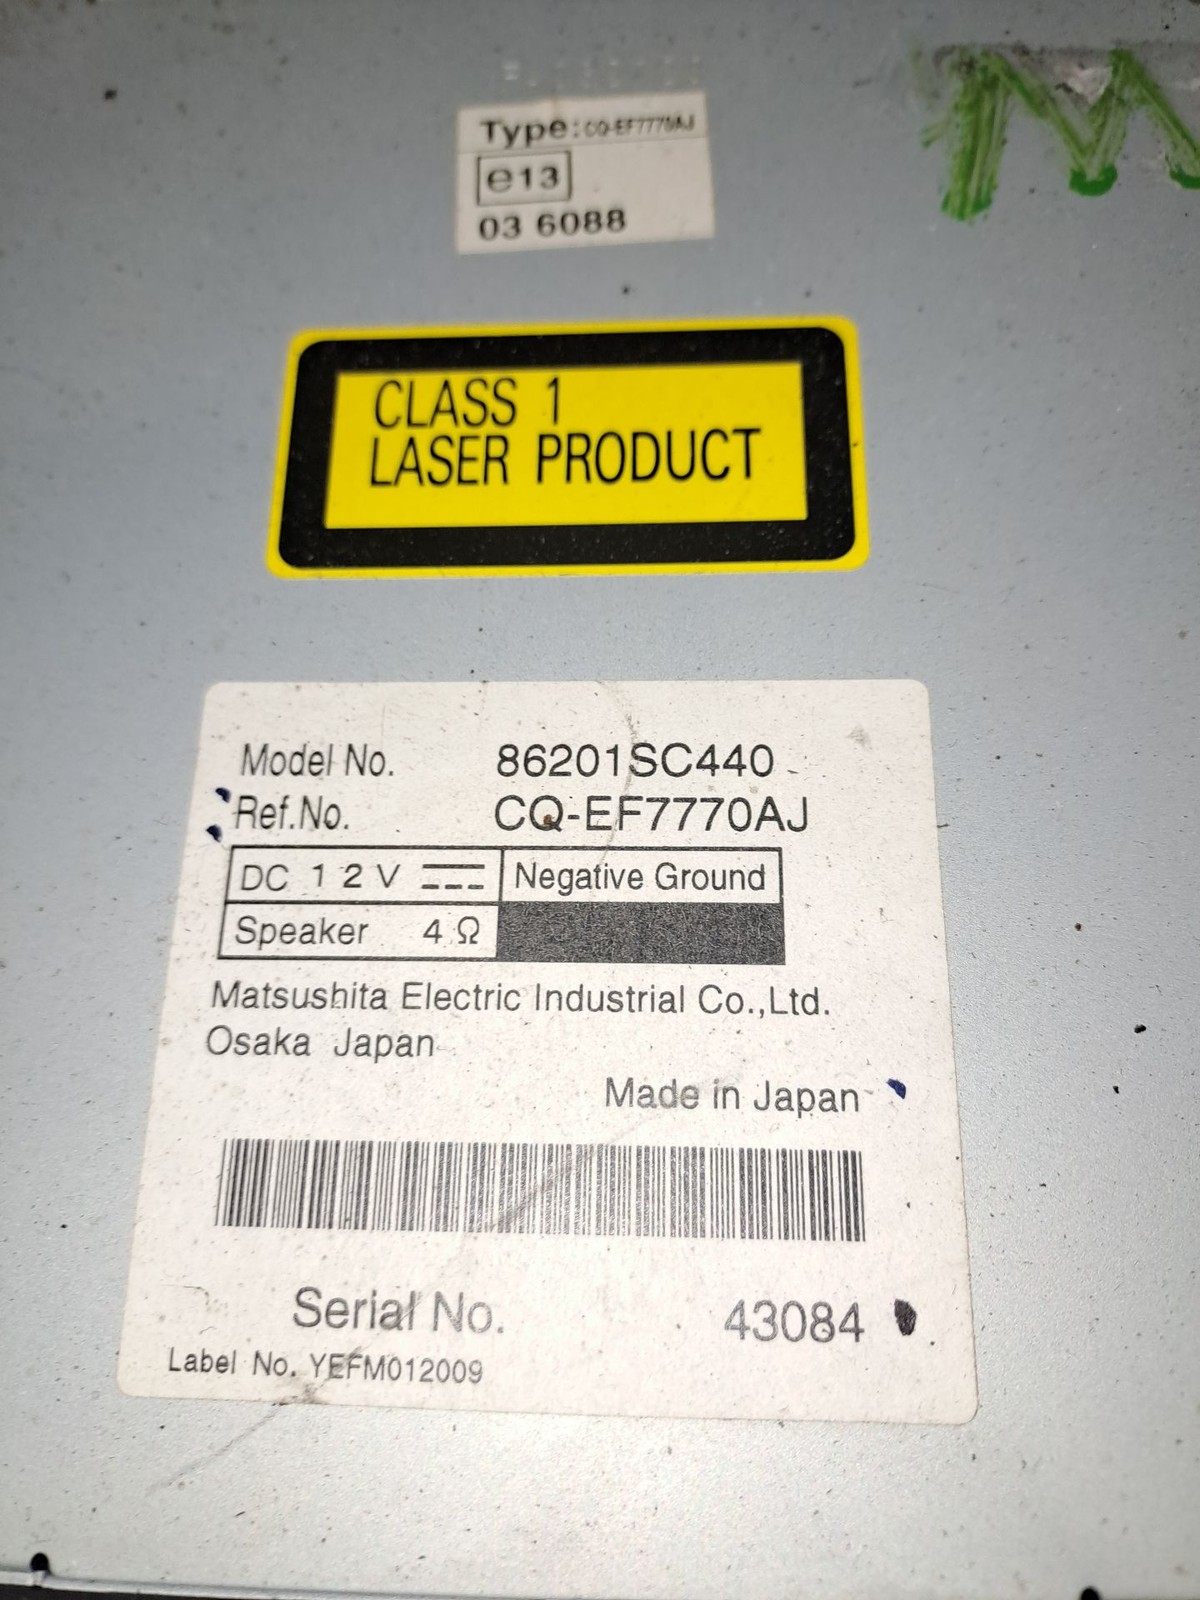 Type: CQ-EF7770AJ
e13
03 6088
CLASS 1
LASER PRODUCT
Model No. 86201SC440
Ref.No. CQ-EF7770AJ
DC 12V Negative Ground
Speaker 4 Ω
Matsushita Electric Industrial Co.,Ltd.
Osaka Japan
Made in Japan
Serial No. 43084
Label No. YEFM012009